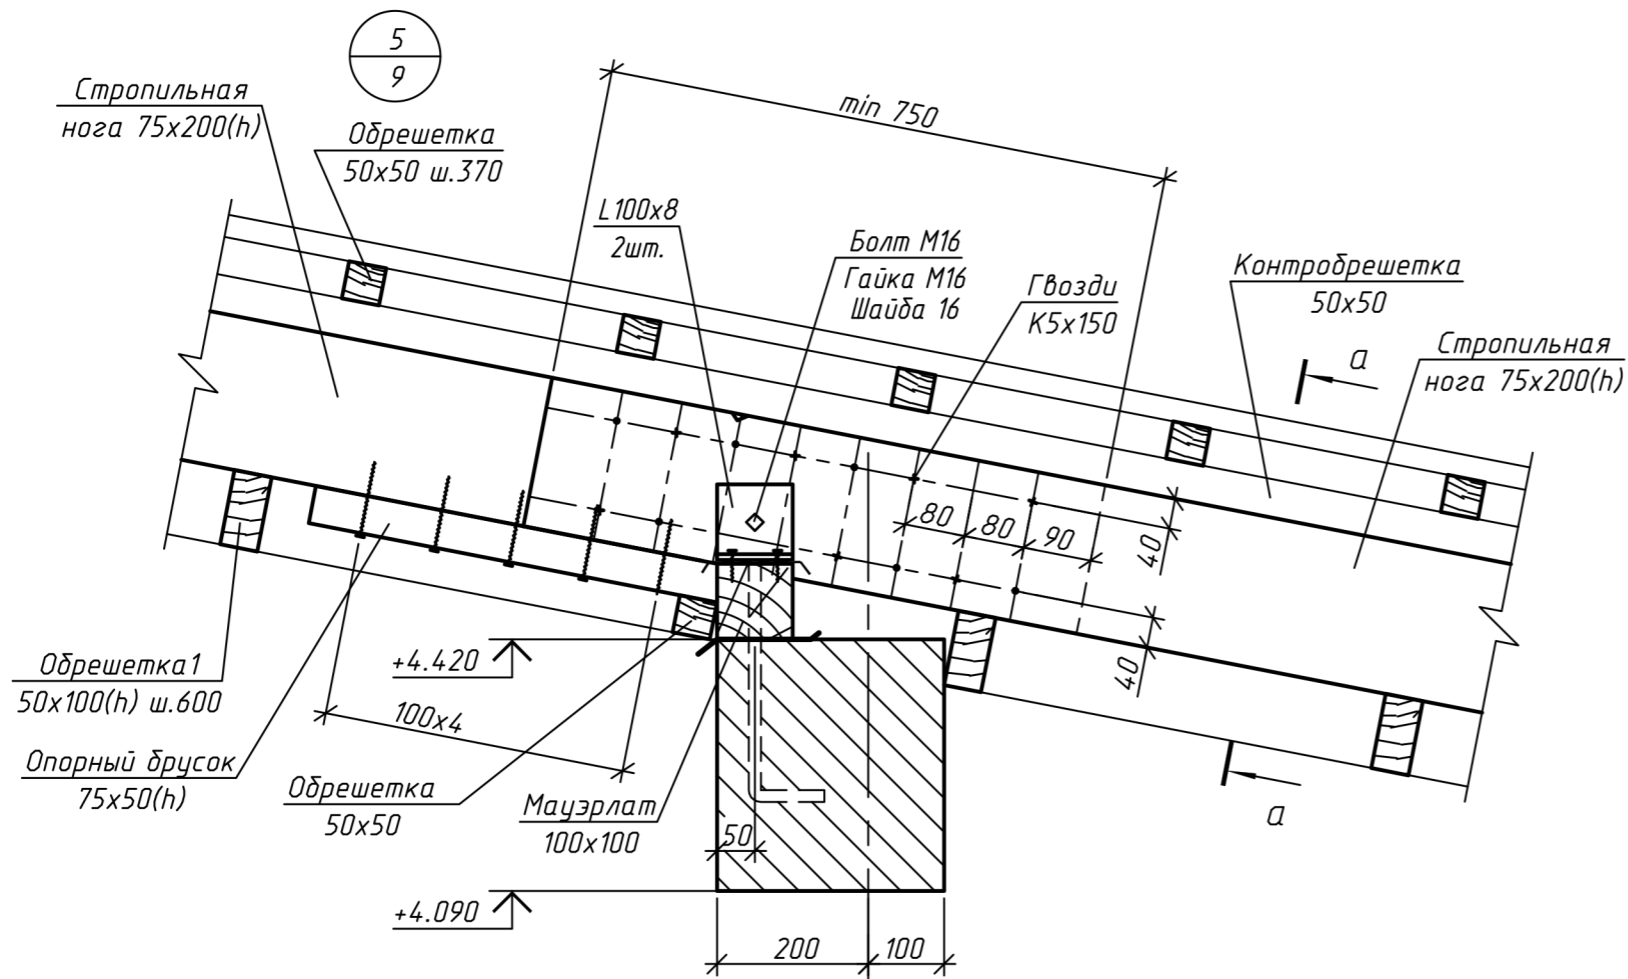 5
9
Стропильная
нога 75х200(h)
Обрешетка
50х50 ш.370
min 750
L100х8
2шт.
Болт М16
Гайка М16
Шайба 16
Гвозди
К5х150
Контробрешетка
50х50
а
Стропильная
нога 75х200(h)
80
80
90
40
40
+4.420
Обрешетка1
50х100(h) ш.600
100х4
Опорный брусок
75х50(h)
Обрешетка
50х50
Мауэрлат
100х100
50
а
+4.090
200
100